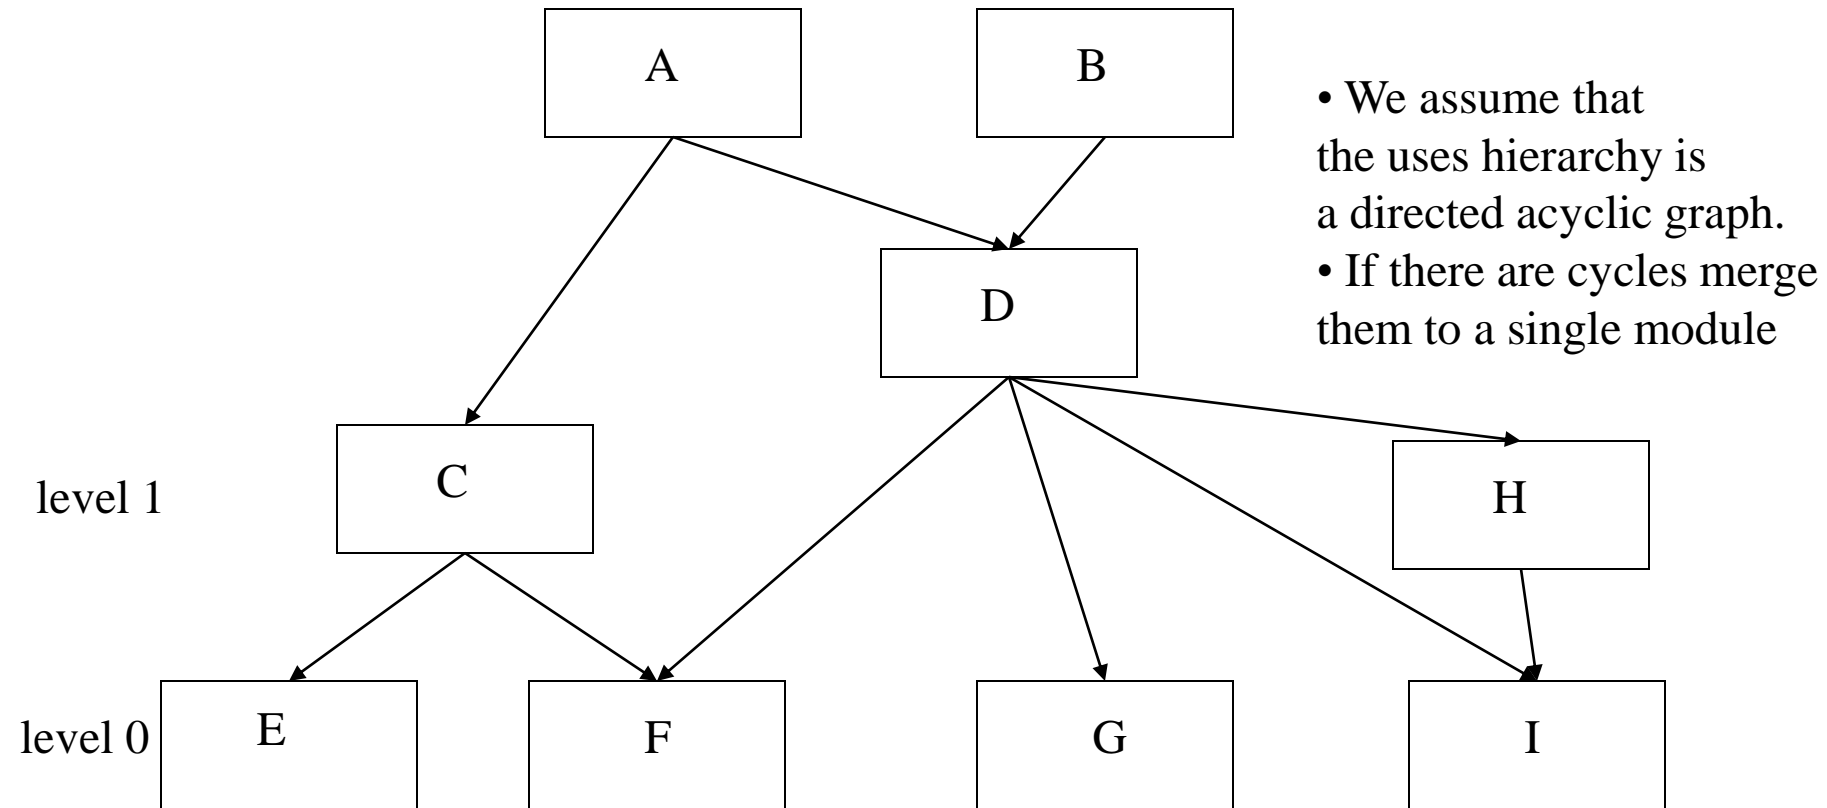 A
B
• We assume that
the uses hierarchy is
a directed acyclic graph.
• If there are cycles merge
them to a single module
D
C
level 1
H
level 0
E
F
G
I